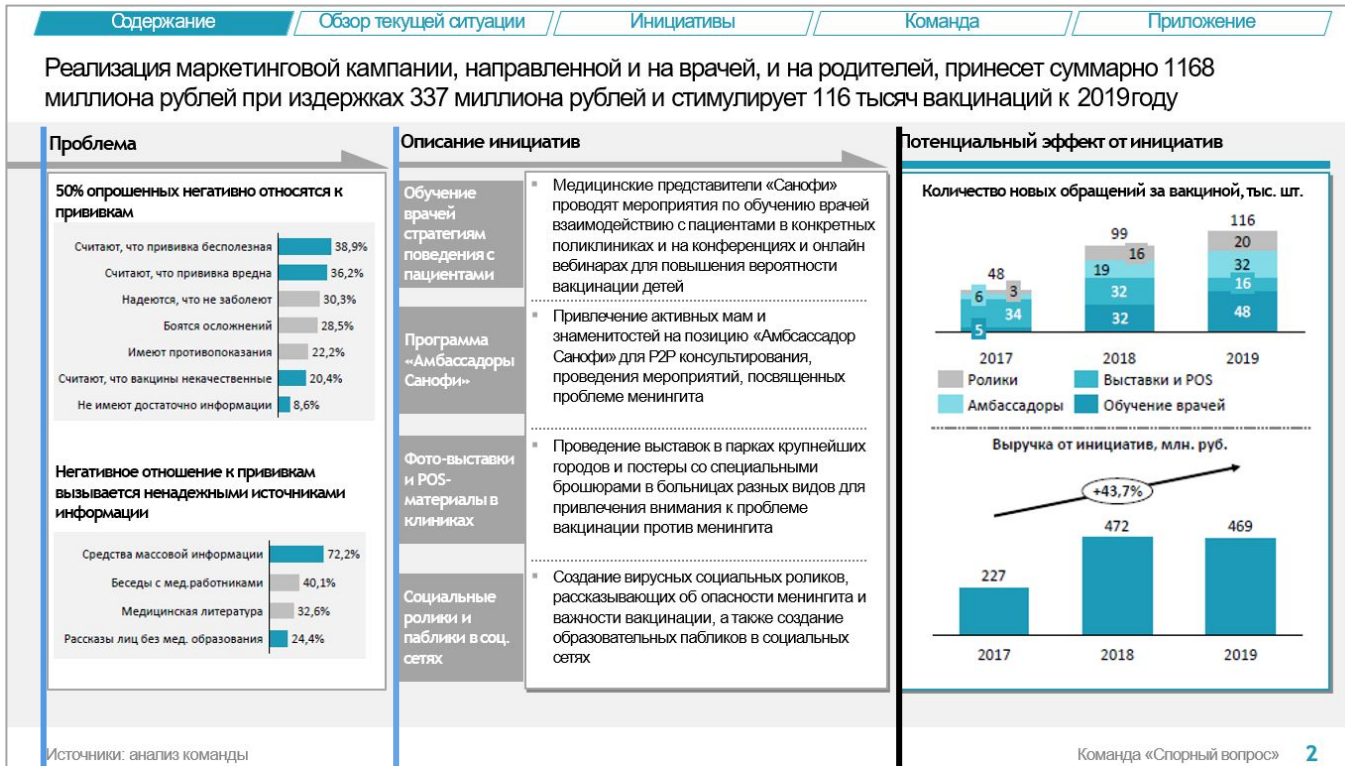 Содержание
Обзор текущей ситуации
Инициативы
Команда
Приложение
Реализация маркетинговой кампании, направленной и на врачей, и на родителей, принесет суммарно 1168
миллиона рублей при издержках 337 миллиона рублей и стимулирует 116 тысяч вакцинаций к 2019году
Проблема
50% опрошенных негативно относятся к
прививкам
Считают, что прививка бесполезная 38,9%
Считают, что прививка вредна 36,2%
Надеются, что не заболеют 30,3%
Боятся осложнений 28,5%
Имеют противопоказания 22,2%
Считают, что вакцины некачественные 20,4%
Не имеют достаточно информации 8,6%
Негативное отношение к прививкам
вызывается ненадежными источниками
информации
Средства массовой информации 72,2%
Беседы с мед.работниками 40,1%
Медицинская литература 32,6%
Рассказы лиц без мед. образования 24,4%
Описание инициатив
Обучение
врачей
стратегиям
поведения с
пациентами
Медицинские представители «Санофи»
проводят мероприятия по обучению врачей
взаимодействию с пациентами в конкретных
поликлиниках и на конференциях и онлайн
вебинарах для повышения вероятности
вакцинации детей
Программа
«Амбассадоры
Санофи»
Привлечение активных мам и
знаменитостей на позицию «Амбсассадор
Санофи» для P2P консультирования,
проведения мероприятий, посвященных
проблеме менингита
Фото-выставки
и POS-
материалы в
клиниках
Проведение выставок в парках крупнейших
городов и постеры со специальными
брошюрами в больницах разных видов для
привлечения внимания к проблеме
вакцинации против менингита
Социальные
ролики и
паблики в соц.
сетях
Создание вирусных социальных роликов,
рассказывающих об опасности менингита и
важности вакцинации, а также создание
образовательных пабликов в социальных
сетях
Потенциальный эффект от инициатив
Количество новых обращений за вакциной, тыс. шт.
48
3
6
34
5
99
16
19
32
32
116
20
32
16
48
2017 2018 2019
Ролики
Выставки и POS
Амбассадоры
Обучение врачей
Выручка от инициатив, млн. руб.
+43,7%
227
472
469
2017 2018 2019
Источники: анализ команды
Команда «Спорный вопрос» 2